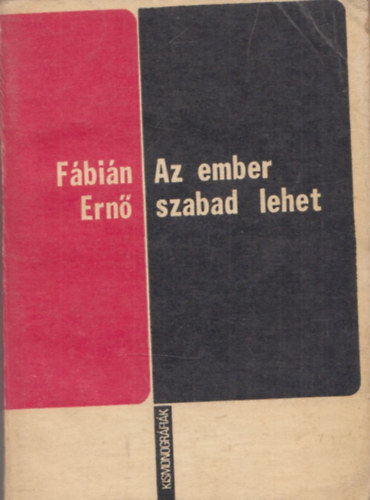 Fábián
Ernő
Az ember
szabad lehet
KISMONOGRÁFIÁK